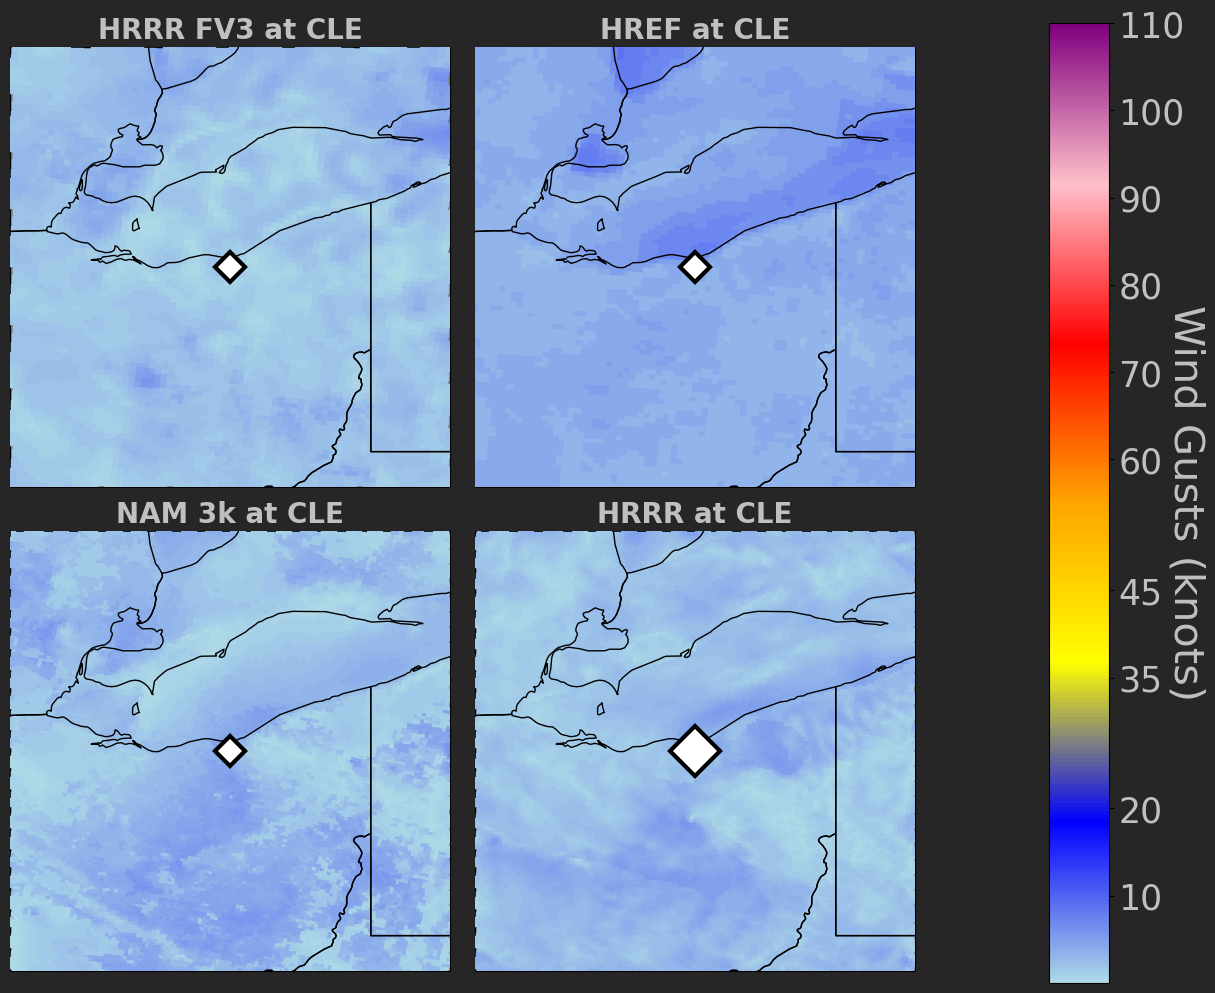 HRRR FV3 at CLE
HREF at CLE
NAM 3k at CLE
HRRR at CLE
110
100
90
80
70
60
45
35
20
10
Wind Gusts (knots)